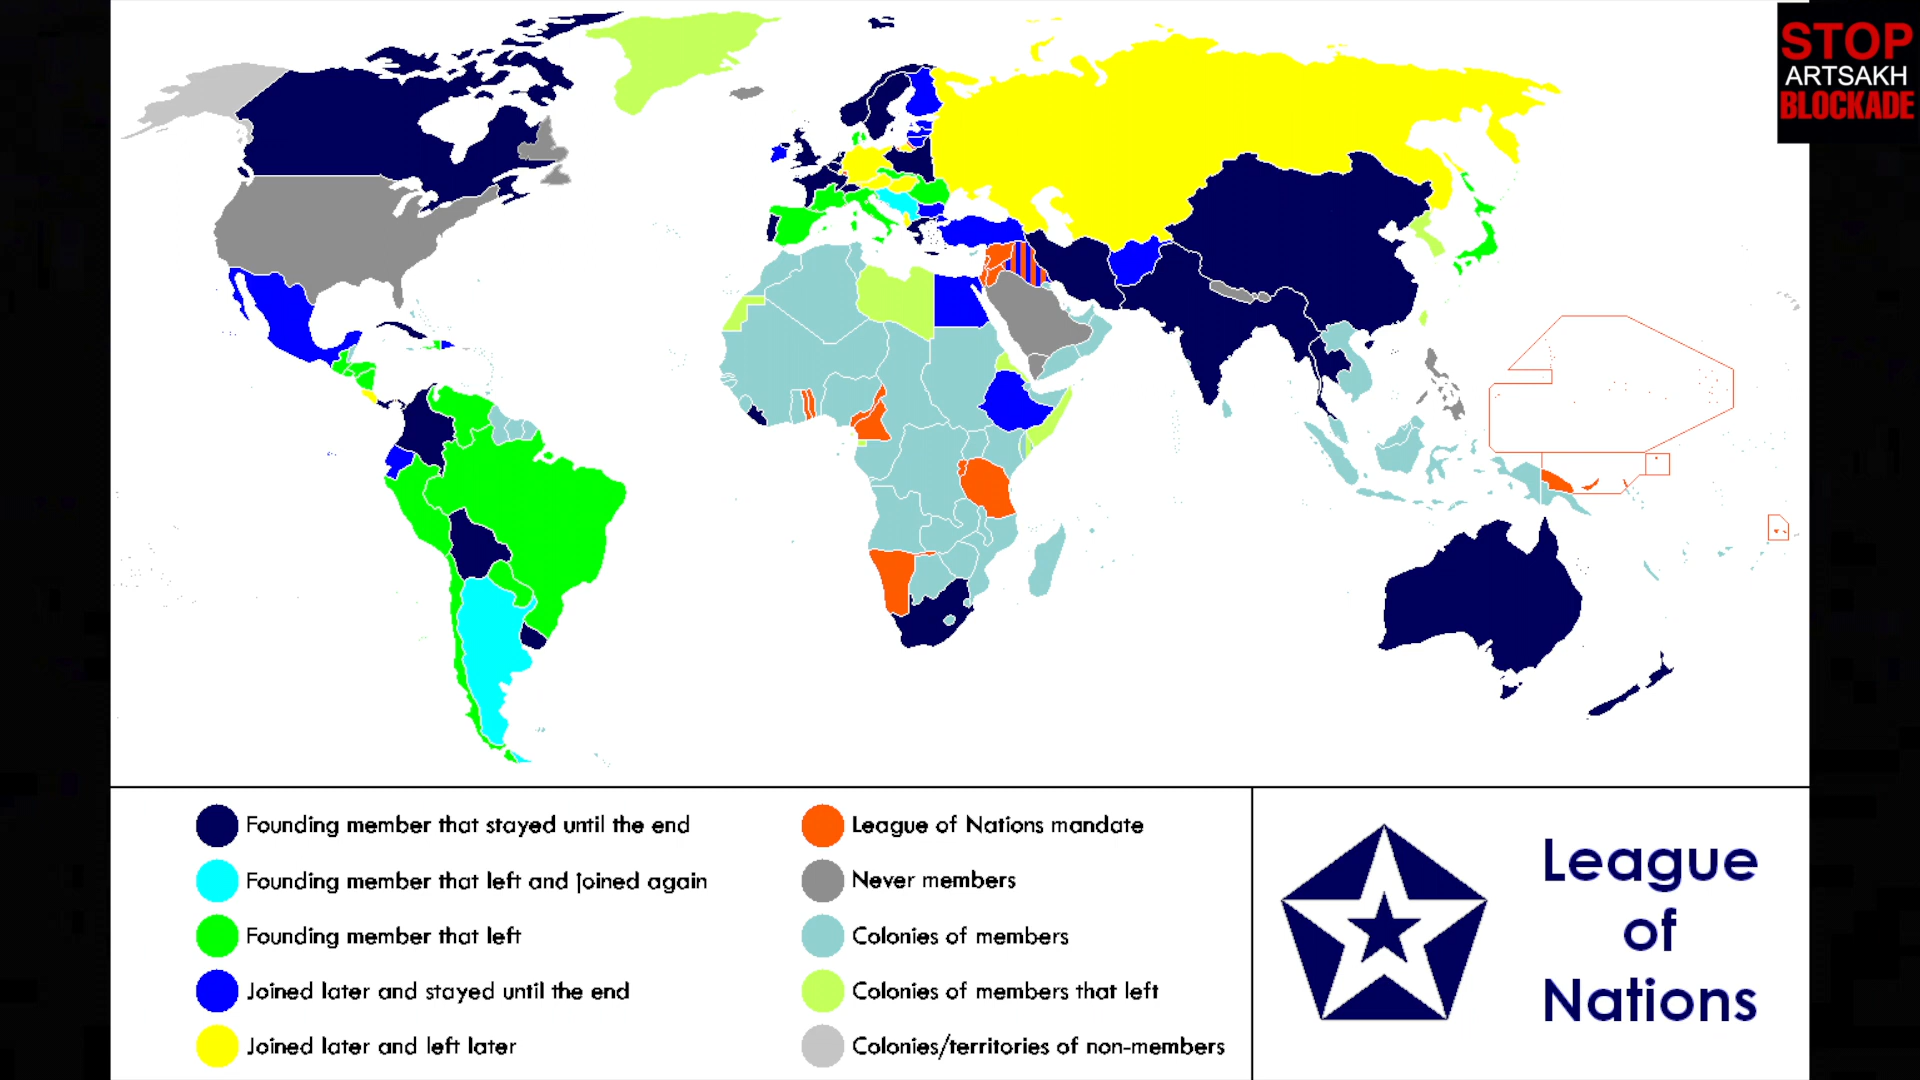 STOP
ARTSAKH
BLOCKADE
Founding member that stayed until the end
Founding member that left and joined again
Founding member that left
Joined later and stayed until the end
Joined later and left later
League of Nations mandate
Never members
Colonies of members
Colonies of members that left
Colonies/territories of non-members
League
of
Nations